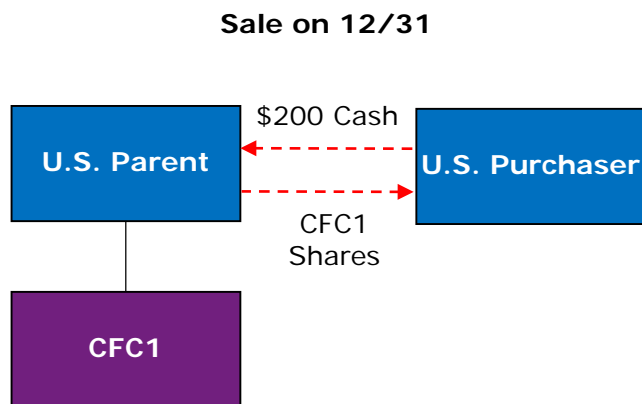 Sale on 12/31
$200 Cash
U.S. Parent
U.S. Purchaser
CFC1
Shares
CFC1